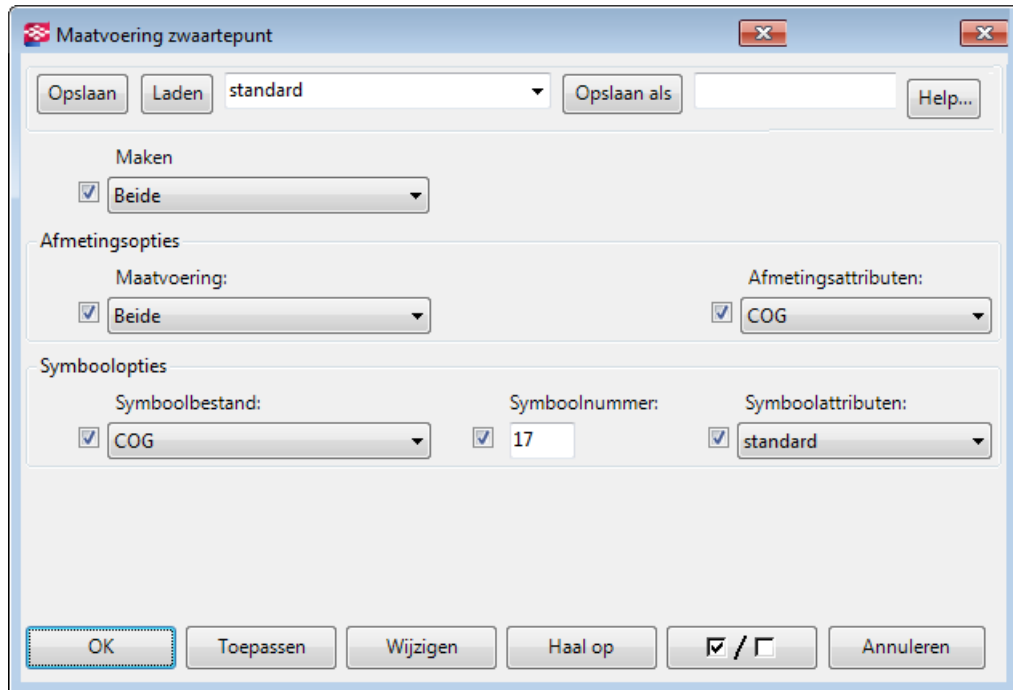 Maatvoering zwaartepunt
Opslaan Laden standard Opslaan als Help...
Maken
Beide
Afmetingsopties
Maatvoering: Afmetingsattributen:
Beide COG
Symboolopties
Symboolbestand: Symboolnummer: Symboolattributen:
COG 17 standard
OK Toepassen Wijzigen Haal op / Annuleren